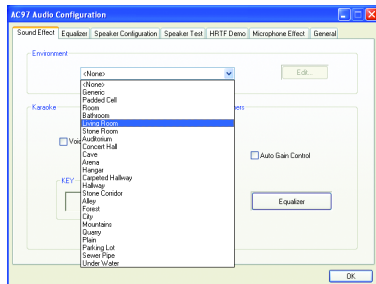 AC97 Audio Configuration
Sound Effect Equalizer Speaker Configuration Speaker Test HRTF Demo Microphone Effect General
Environment
<None>
Edit...
<None>
Generic
Padded Cell
Room
Bathroom
Living Room
Stone Room
Auditorium
Concert Hall
Cave
Arena
Hangar
Carpeted Hallway
Hallway
Stone Corridor
Alley
Forest
City
Mountains
Quarry
Plain
Parking Lot
Sewer Pipe
Under Water
Karaoke
Auto Gain Control
KEY
Equalizer
OK